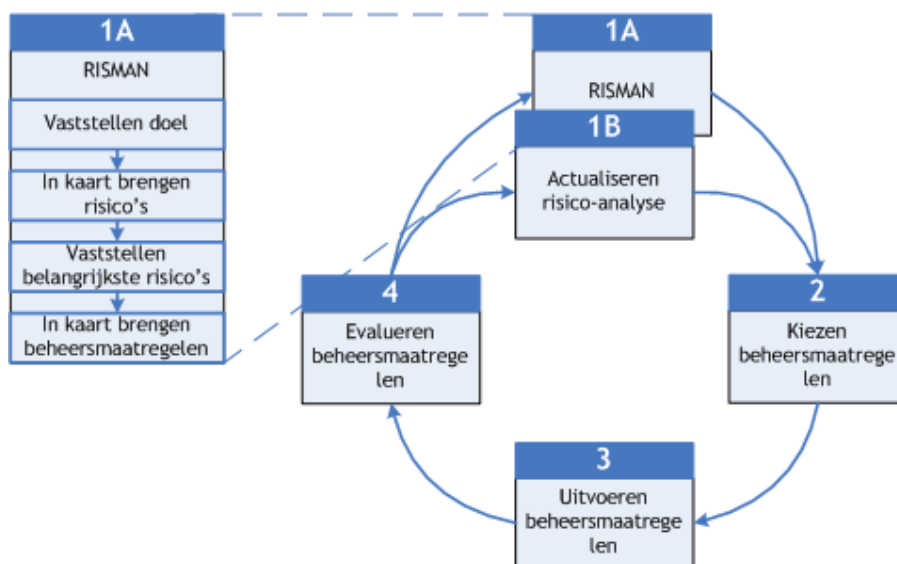 1A
RISMAN
Vaststellen doel
In kaart brengen
risico's
Vaststellen
belangrijkste risico's
In kaart brengen
beheersmaatregelen
1A
RISMAN
1B
Actualiseren
risico-analyse
2
Kiezen
beheersmaatrege
len
3
Uitvoeren
beheersmaatrege
len
4
Evalueren
beheersmaatrege
len